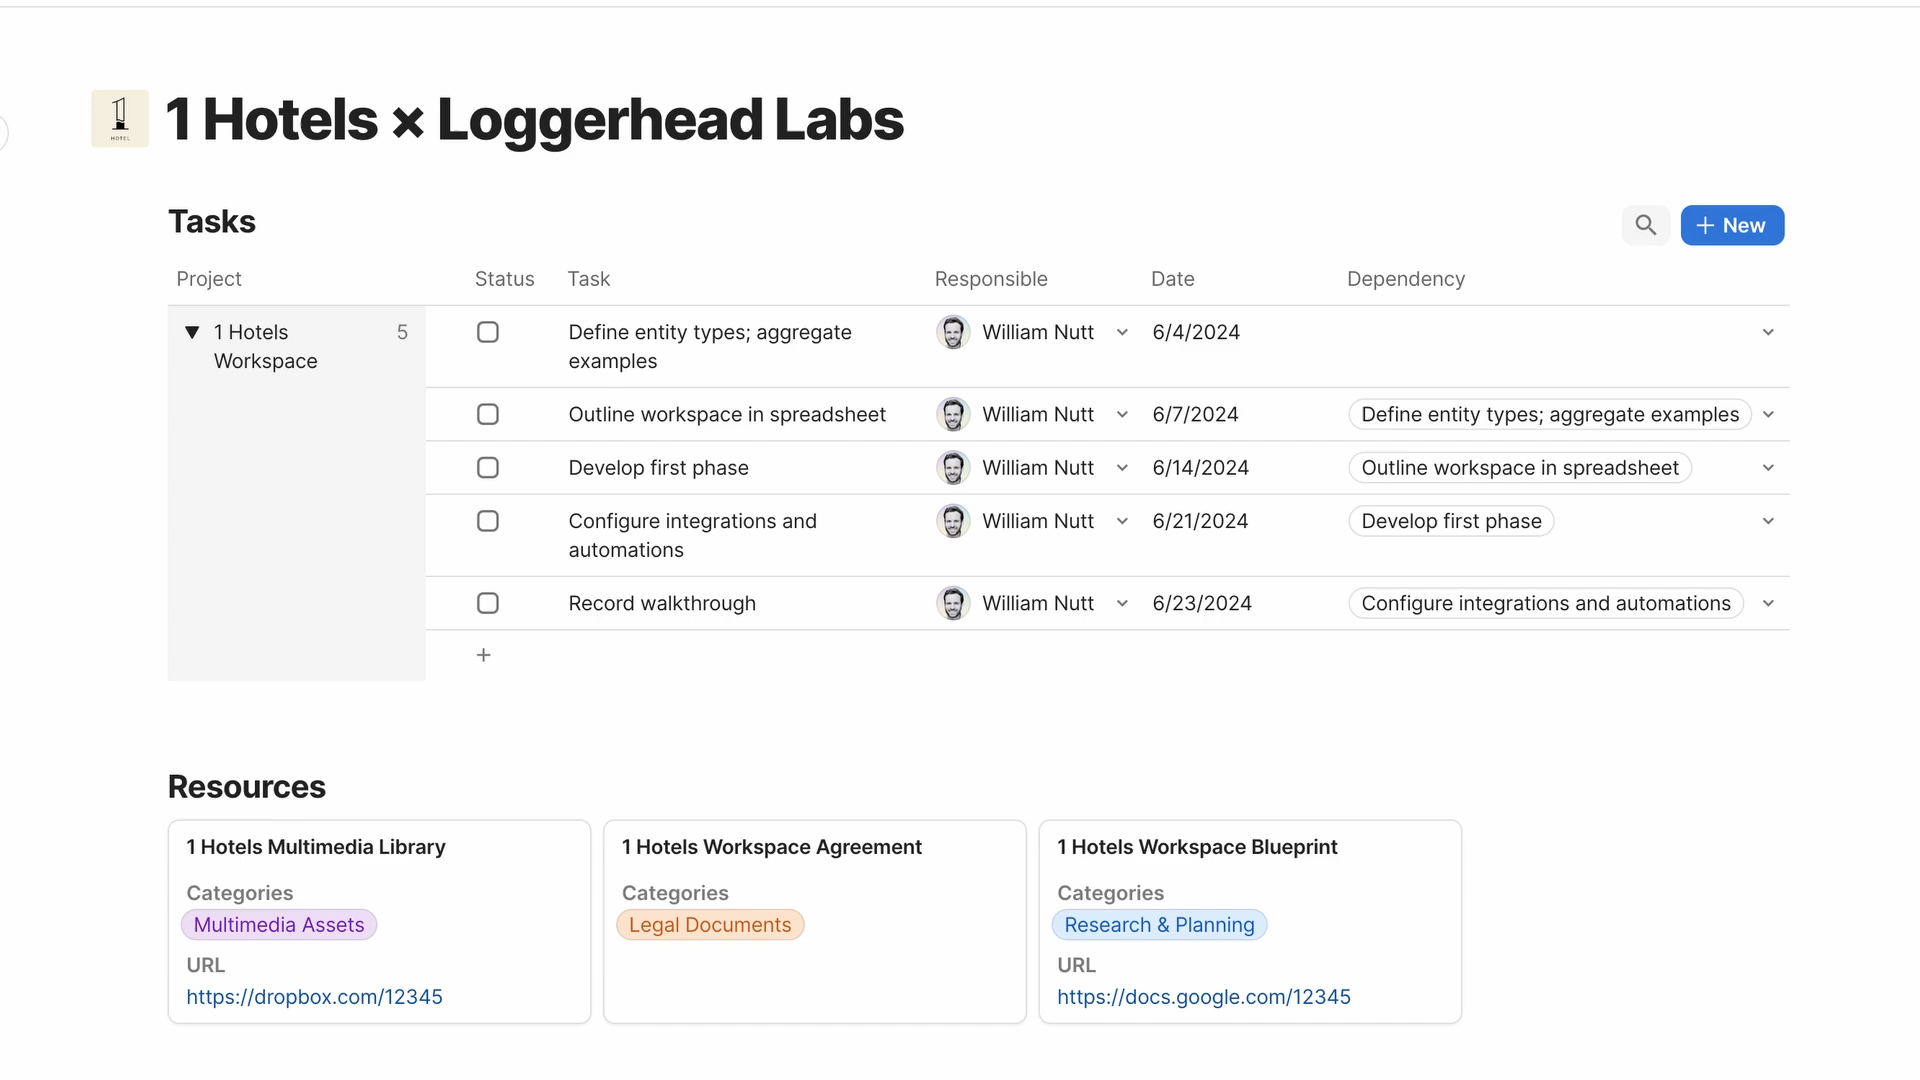 HOTEL
1 Hotels × Loggerhead Labs
Tasks
+ New
Project Status Task Responsible Date Dependency
1 Hotels Workspace 5
Define entity types; aggregate examples William Nutt 6/4/2024
Outline workspace in spreadsheet William Nutt 6/7/2024 Define entity types; aggregate examples
Develop first phase William Nutt 6/14/2024 Outline workspace in spreadsheet
Configure integrations and automations William Nutt 6/21/2024 Develop first phase
Record walkthrough William Nutt 6/23/2024 Configure integrations and automations
+
Resources
1 Hotels Multimedia Library
Categories
Multimedia Assets
URL
https://dropbox.com/12345
1 Hotels Workspace Agreement
Categories
Legal Documents
1 Hotels Workspace Blueprint
Categories
Research & Planning
URL
https://docs.google.com/12345